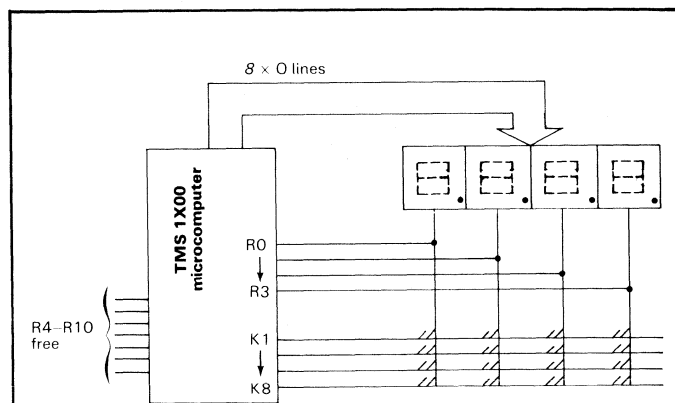 8 × O lines
TMS 1X00
microcomputer
R0
R3
R4–R10
free
K1
K8